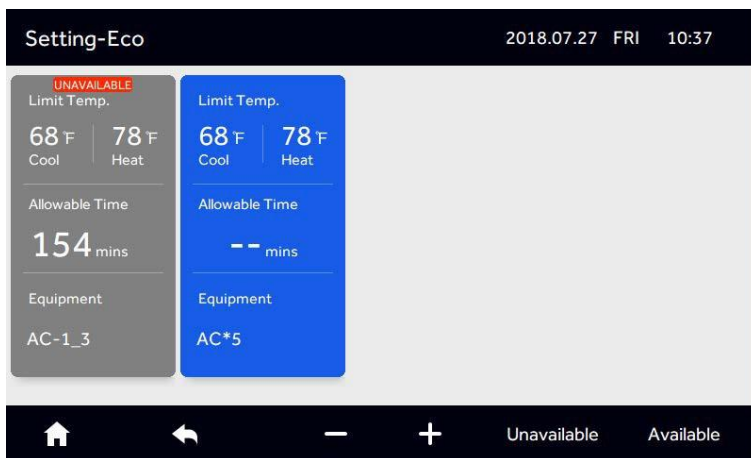 Setting-Eco 2018.07.27 FRI 10:37
UNAVAILABLE
Limit Temp.
68 °F 78 °F
Cool Heat
Allowable Time
154 mins
Equipment
AC-1_3
Limit Temp.
68 °F 78 °F
Cool Heat
Allowable Time
-- mins
Equipment
AC*5
− + Unavailable Available